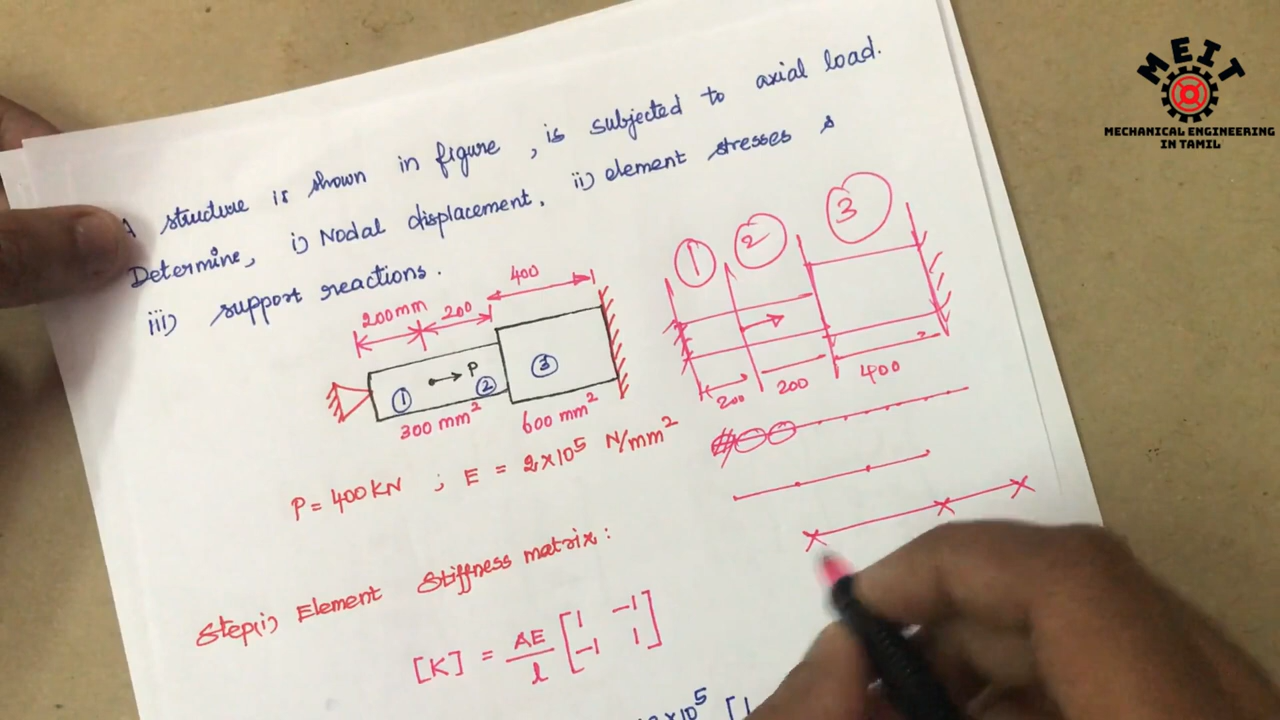 MEIT
MECHANICAL ENGINEERING
IN TAMIL
A structure is shown in figure, is subjected to axial load.
Determine, i) Nodal displacement, ii) element stresses &
iii) support reactions.
200mm 200 400
1 P 2 3
300 mm² 600 mm²
1 2 3
200 200 400
P = 400 KN ; E = 2×10⁵ N/mm²
Step(i) Element Stiffness matrix:
[K] = AE/l [1 -1
-1 1]
×10⁵ [1